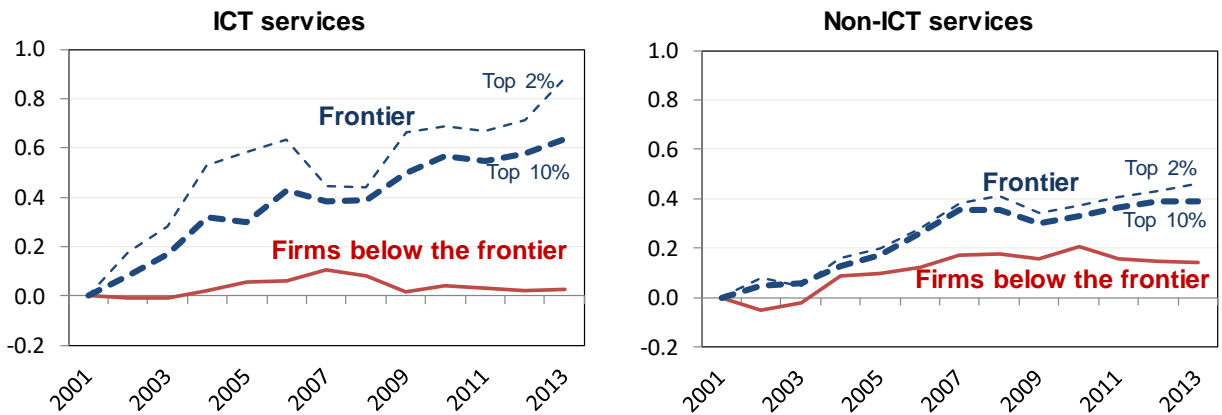 ICT services
1.0
0.8
0.6
0.4
0.2
0.0
-0.2
Top 2%
Frontier
Top 10%
Firms below the frontier
2001
2003
2005
2007
2009
2011
2013
Non-ICT services
1.0
0.8
0.6
0.4
0.2
0.0
-0.2
Top 2%
Frontier
Top 10%
Firms below the frontier
2001
2003
2005
2007
2009
2011
2013